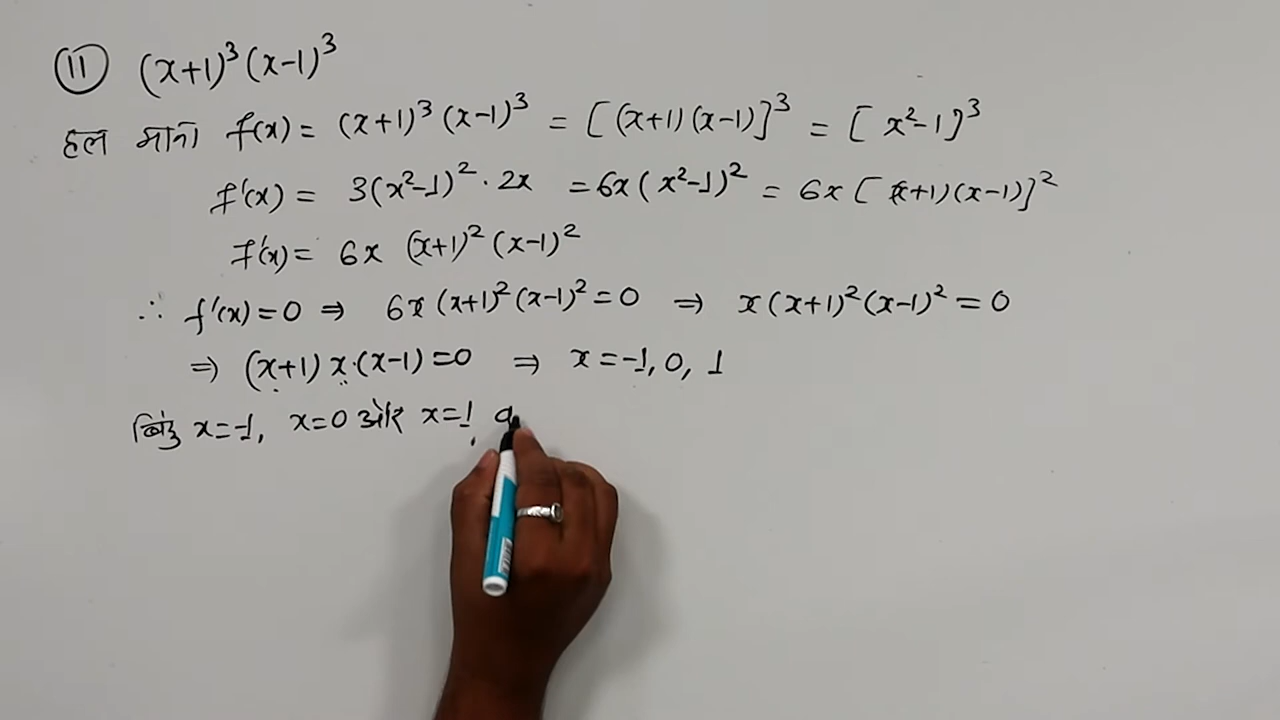 (11) (x+1)³(x-1)³
हल माना f(x) = (x+1)³(x-1)³ = [(x+1)(x-1)]³ = [x²-1]³
f'(x) = 3(x²-1)²·2x = 6x(x²-1)² = 6x[(x+1)(x-1)]²
f'(x) = 6x (x+1)²(x-1)²
∴ f'(x)=0 ⇒ 6x(x+1)²(x-1)²=0 ⇒ x(x+1)²(x-1)²=0
⇒ (x+1)x·(x-1)=0 ⇒ x=-1, 0, 1
बिंदु x=-1, x=0 और x=1